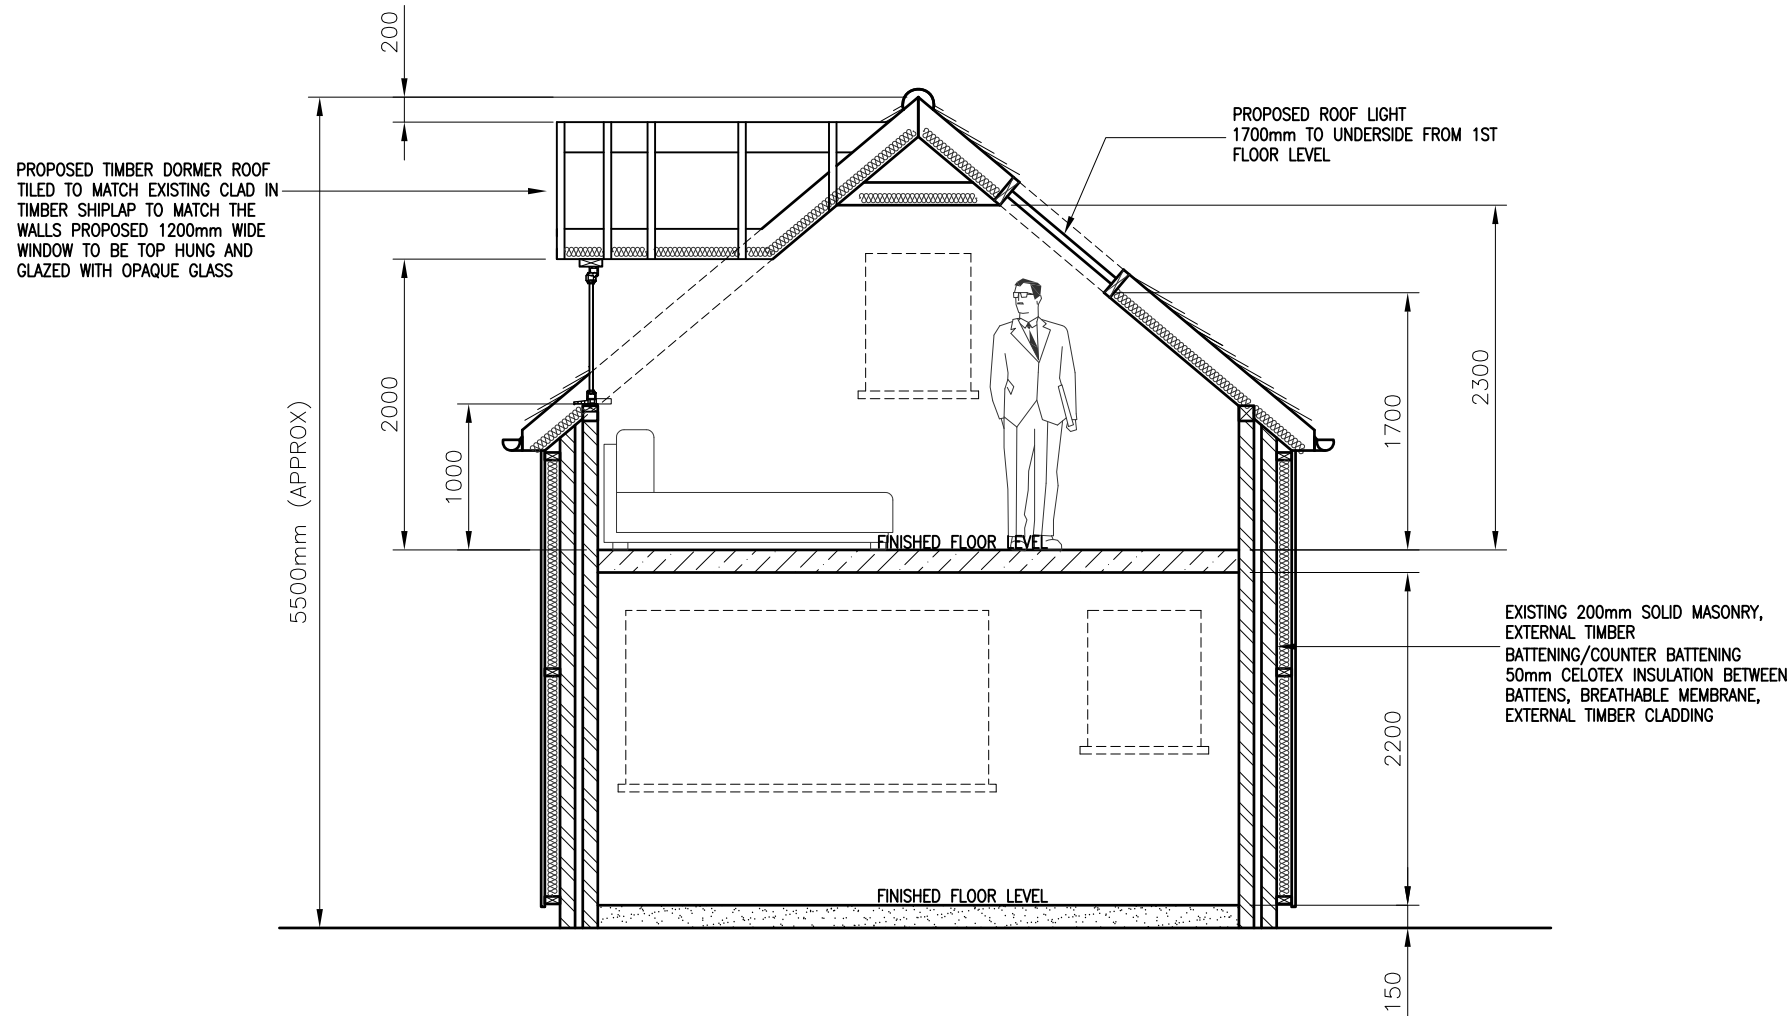 200
PROPOSED ROOF LIGHT
1700mm TO UNDERSIDE FROM 1ST
FLOOR LEVEL
PROPOSED TIMBER DORMER ROOF
TILED TO MATCH EXISTING CLAD IN
TIMBER SHIPLAP TO MATCH THE
WALLS PROPOSED 1200mm WIDE
WINDOW TO BE TOP HUNG AND
GLAZED WITH OPAQUE GLASS
5500mm (APPROX)
2000
1000
1700
2300
FINISHED FLOOR LEVEL
EXISTING 200mm SOLID MASONRY,
EXTERNAL TIMBER
BATTENING/COUNTER BATTENING
50mm CELOTEX INSULATION BETWEEN
BATTENS, BREATHABLE MEMBRANE,
EXTERNAL TIMBER CLADDING
2200
FINISHED FLOOR LEVEL
150